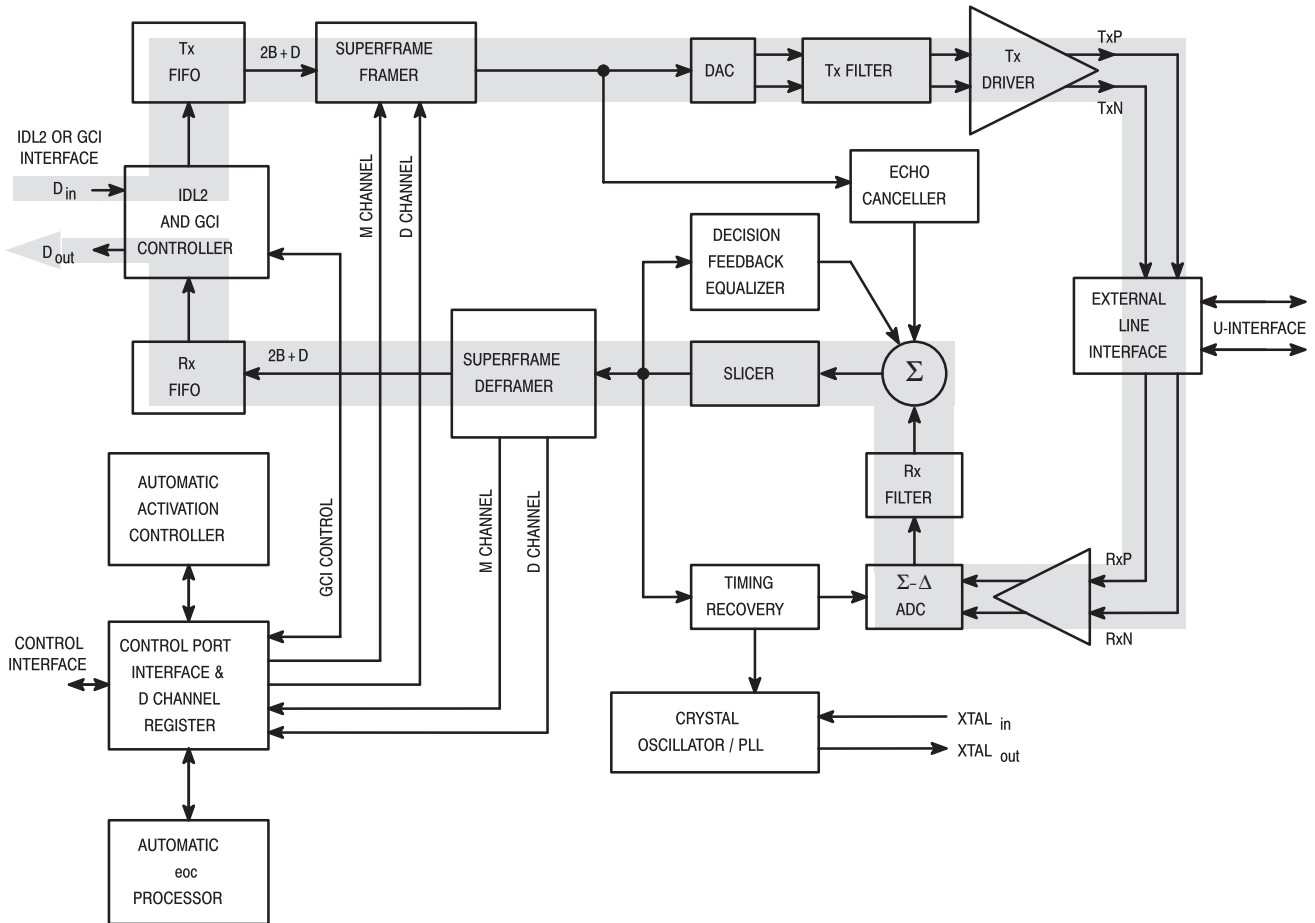 Tx
FIFO
2B + D
SUPERFRAME
FRAMER
DAC
Tx FILTER
Tx
DRIVER
TxP
TxN
IDL2 OR GCI
INTERFACE
D in
D out
IDL2
AND GCI
CONTROLLER
M CHANNEL
D CHANNEL
ECHO
CANCELLER
DECISION
FEEDBACK
EQUALIZER
EXTERNAL
LINE
INTERFACE
U-INTERFACE
Rx
FIFO
2B + D
SUPERFRAME
DEFRAMER
SLICER
Σ
Rx
FILTER
AUTOMATIC
ACTIVATION
CONTROLLER
GCI CONTROL
M CHANNEL
D CHANNEL
TIMING
RECOVERY
Σ-Δ
ADC
RxP
RxN
CONTROL
INTERFACE
CONTROL PORT
INTERFACE &
D CHANNEL
REGISTER
CRYSTAL
OSCILLATOR / PLL
XTAL in
XTAL out
AUTOMATIC
eoc
PROCESSOR